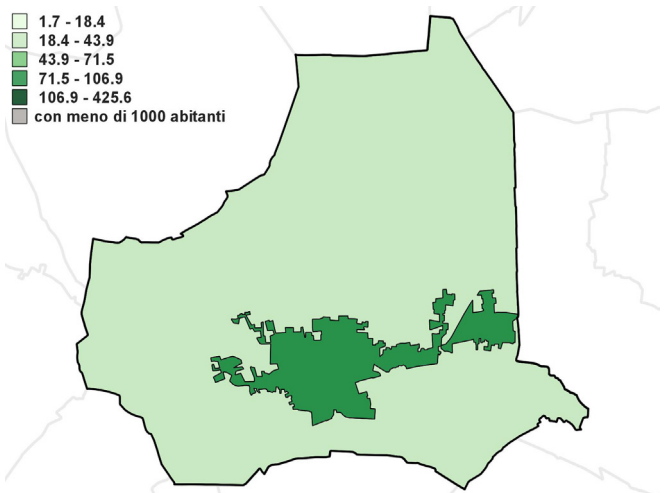 1.7 - 18.4
18.4 - 43.9
43.9 - 71.5
71.5 - 106.9
106.9 - 425.6
con meno di 1000 abitanti